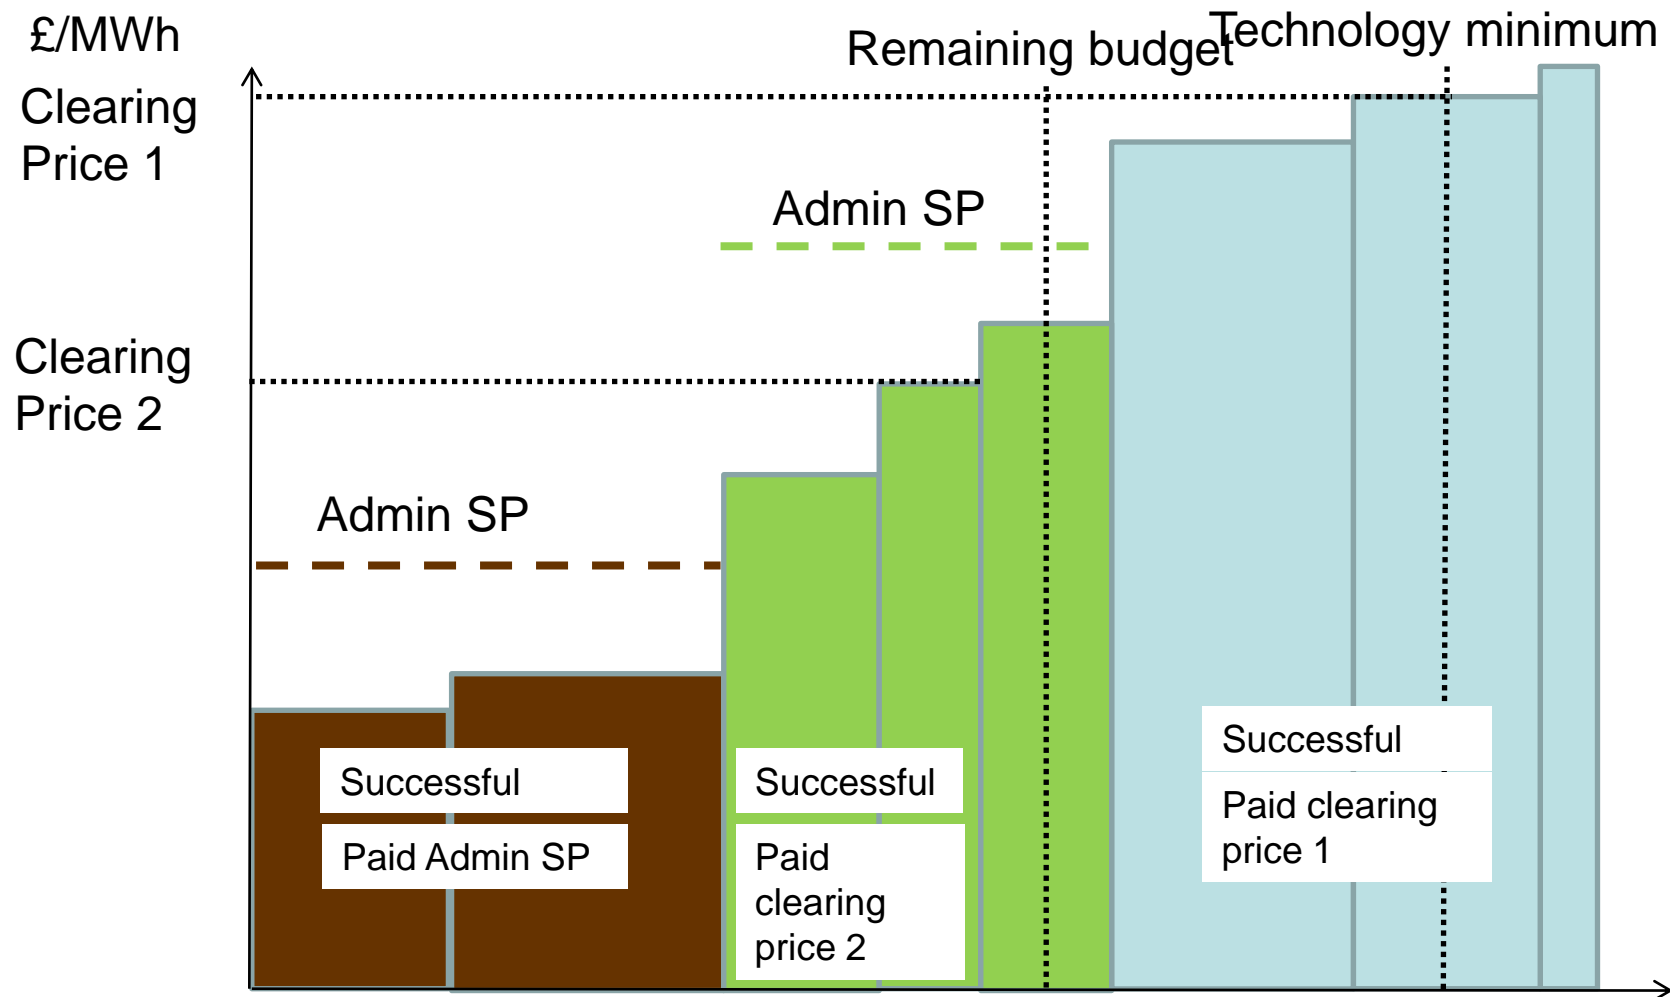 £/MWh
Remaining budget
Technology minimum
Clearing
Price 1
Admin SP
Clearing
Price 2
Admin SP
Successful
Paid Admin SP
Successful
Paid
clearing
price 2
Successful
Paid clearing
price 1